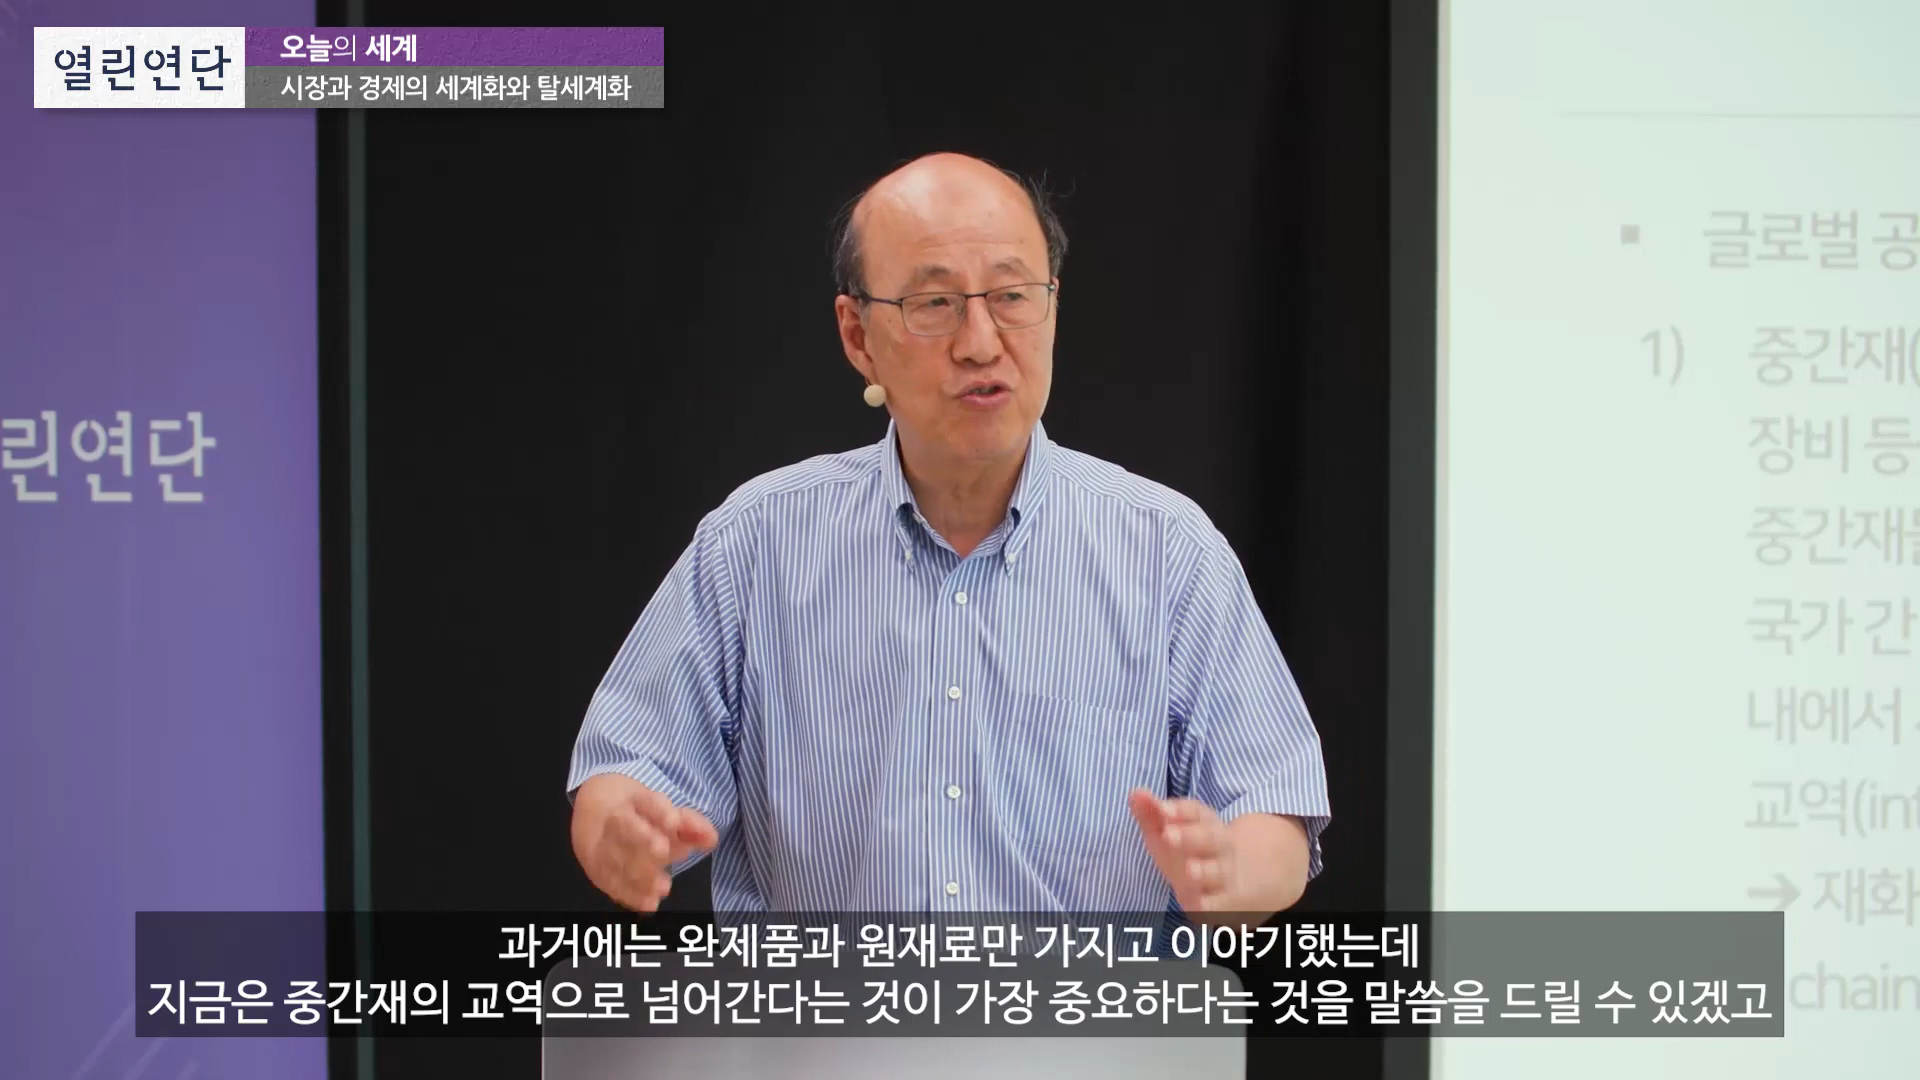 열린연단
오늘의 세계
시장과 경제의 세계화와 탈세계화
린연단
▪ 글로벌 공
1) 중간재(
장비 등
중간재
국가 간
내에서
교역(int
→ 재화
chain
과거에는 완제품과 원재료만 가지고 이야기했는데
지금은 중간재의 교역으로 넘어간다는 것이 가장 중요하다는 것을 말씀을 드릴 수 있겠고